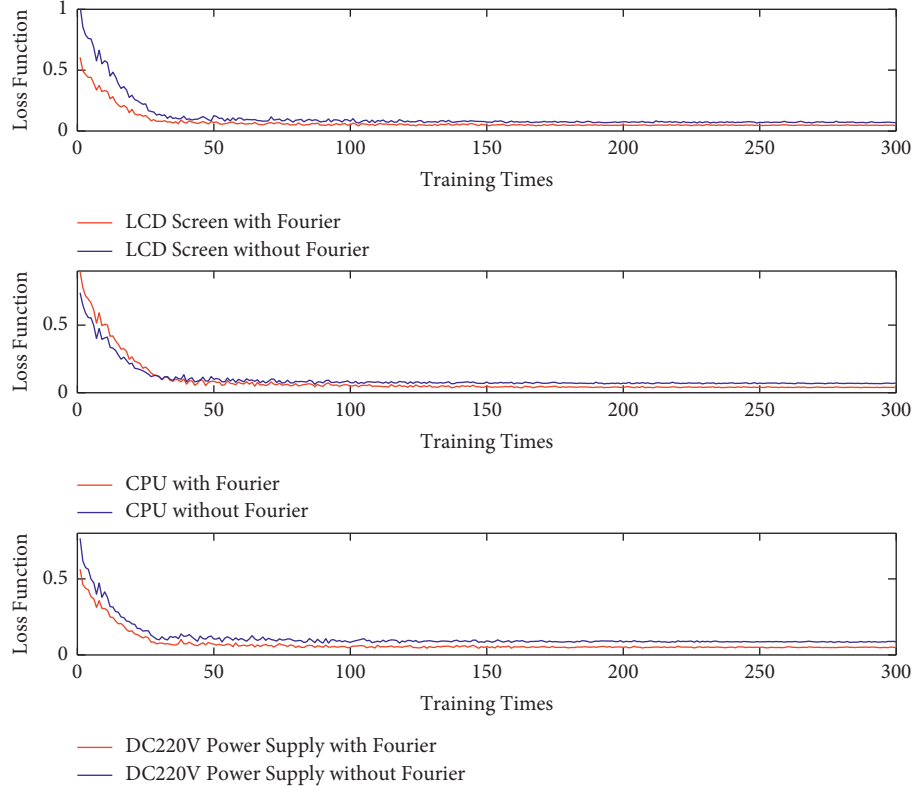 Loss Function
1
0.5
0
0 50 100 150 200 250 300
Training Times
LCD Screen with Fourier
LCD Screen without Fourier
Loss Function
0.5
0
0 50 100 150 200 250 300
Training Times
CPU with Fourier
CPU without Fourier
Loss Function
0.5
0
0 50 100 150 200 250 300
Training Times
DC220V Power Supply with Fourier
DC220V Power Supply without Fourier